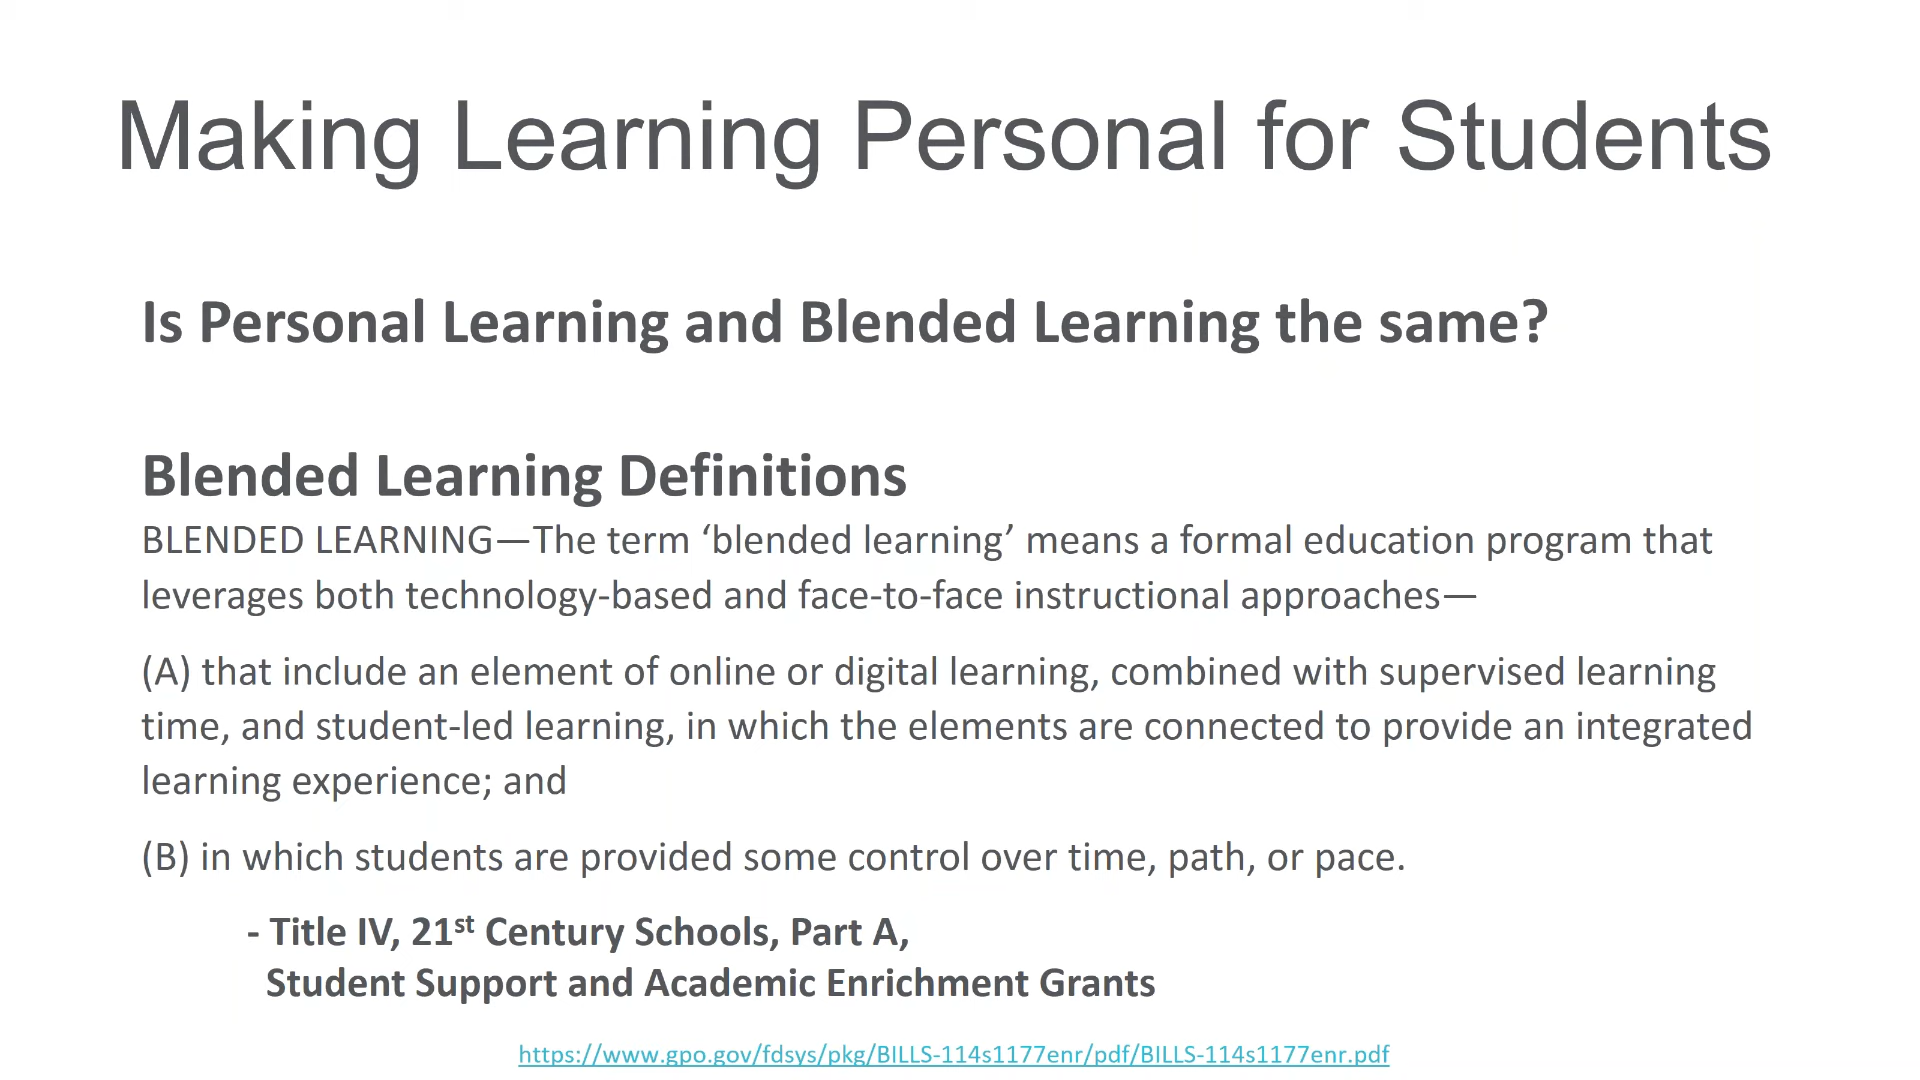 Making Learning Personal for Students
Is Personal Learning and Blended Learning the same?
Blended Learning Definitions
BLENDED LEARNING—The term ‘blended learning’ means a formal education program that
leverages both technology-based and face-to-face instructional approaches—
(A) that include an element of online or digital learning, combined with supervised learning
time, and student-led learning, in which the elements are connected to provide an integrated
learning experience; and
(B) in which students are provided some control over time, path, or pace.
- Title IV, 21st Century Schools, Part A,
Student Support and Academic Enrichment Grants
https://www.gpo.gov/fdsys/pkg/BILLS-114s1177enr/pdf/BILLS-114s1177enr.pdf